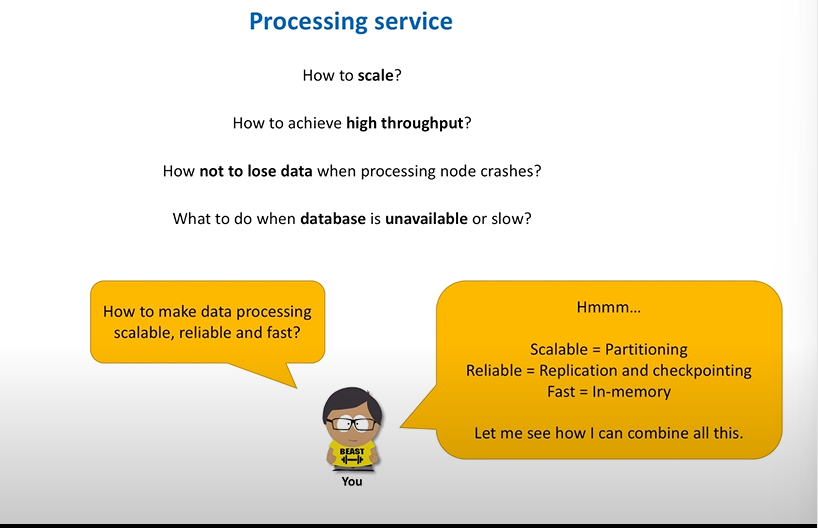 Processing service
How to scale?
How to achieve high throughput?
How not to lose data when processing node crashes?
What to do when database is unavailable or slow?
How to make data processing
scalable, reliable and fast?
Hmmm...
Scalable = Partitioning
Reliable = Replication and checkpointing
Fast = In-memory
Let me see how I can combine all this.
BEAST
You